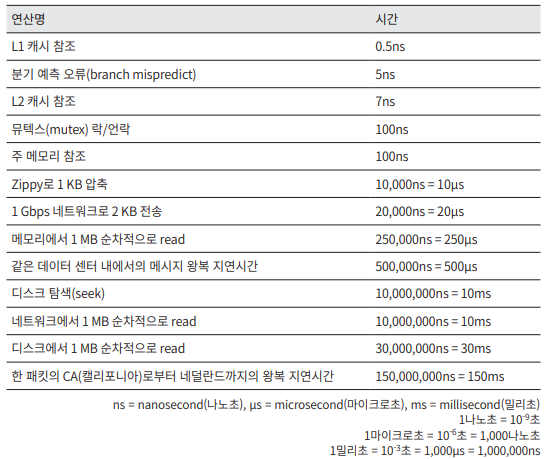 연산명 시간
L1 캐시 참조 0.5ns
분기 예측 오류(branch mispredict) 5ns
L2 캐시 참조 7ns
뮤텍스(mutex) 락/언락 100ns
주 메모리 참조 100ns
Zippy로 1 KB 압축 10,000ns = 10μs
1 Gbps 네트워크로 2 KB 전송 20,000ns = 20μs
메모리에서 1 MB 순차적으로 read 250,000ns = 250μs
같은 데이터 센터 내에서의 메시지 왕복 지연시간 500,000ns = 500μs
디스크 탐색(seek) 10,000,000ns = 10ms
네트워크에서 1 MB 순차적으로 read 10,000,000ns = 10ms
디스크에서 1 MB 순차적으로 read 30,000,000ns = 30ms
한 패킷의 CA(캘리포니아)로부터 네덜란드까지의 왕복 지연시간 150,000,000ns = 150ms
ns = nanosecond(나노초), μs = microsecond(마이크로초), ms = millisecond(밀리초)
1나노초 = 10⁻⁹초
1마이크로초 = 10⁻⁶초 = 1,000나노초
1밀리초 = 10⁻³초 = 1,000μs = 1,000,000ns